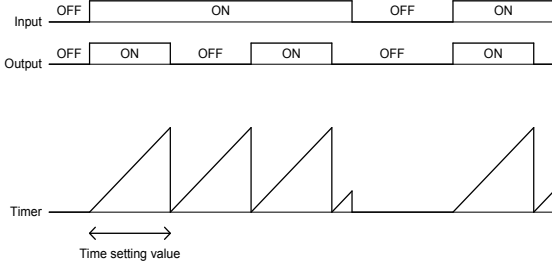 OFF ON OFF ON
Input
OFF ON OFF ON OFF ON
Output
Timer
Time setting value